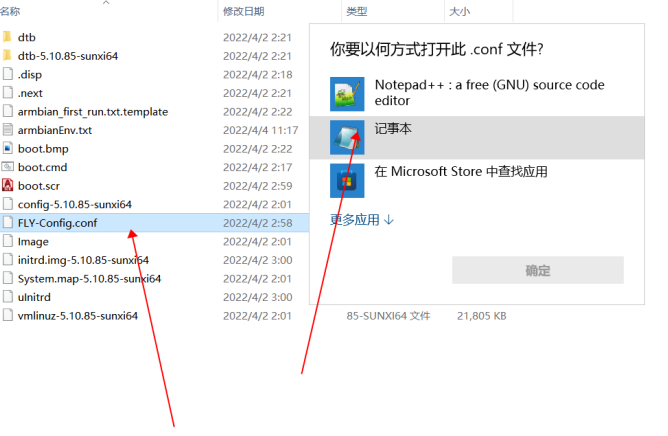 名称 修改日期 类型 大小
dtb 2022/4/2 2:21
dtb-5.10.85-sunxi64 2022/4/2 2:21
.disp 2022/4/2 2:18
.next 2022/4/2 2:21
armbian_first_run.txt.template 2022/4/2 2:22
armbianEnv.txt 2022/4/4 11:17
boot.bmp 2022/4/2 2:22
boot.cmd 2022/4/2 2:17
boot.scr 2022/4/2 2:59
config-5.10.85-sunxi64 2022/4/2 2:01
FLY-Config.conf 2022/4/2 2:58
Image 2022/4/2 2:01
initrd.img-5.10.85-sunxi64 2022/4/2 3:00
System.map-5.10.85-sunxi64 2022/4/2 2:01
uInitrd 2022/4/2 3:00
vmlinuz-5.10.85-sunxi64 2022/4/2 2:01 85-SUNXI64 文件 21,805 KB
你要以何方式打开此 .conf 文件?
Notepad++ : a free (GNU) source code
editor
记事本
在 Microsoft Store 中查找应用
更多应用 ↓
确定